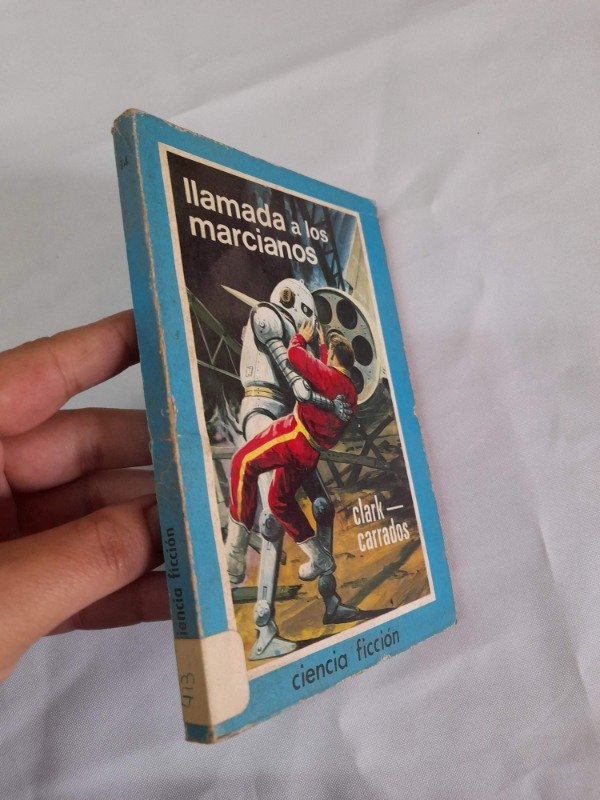 llamada a los
marcianos
clark—
carrados
ciencia ficción
ciencia ficción
413